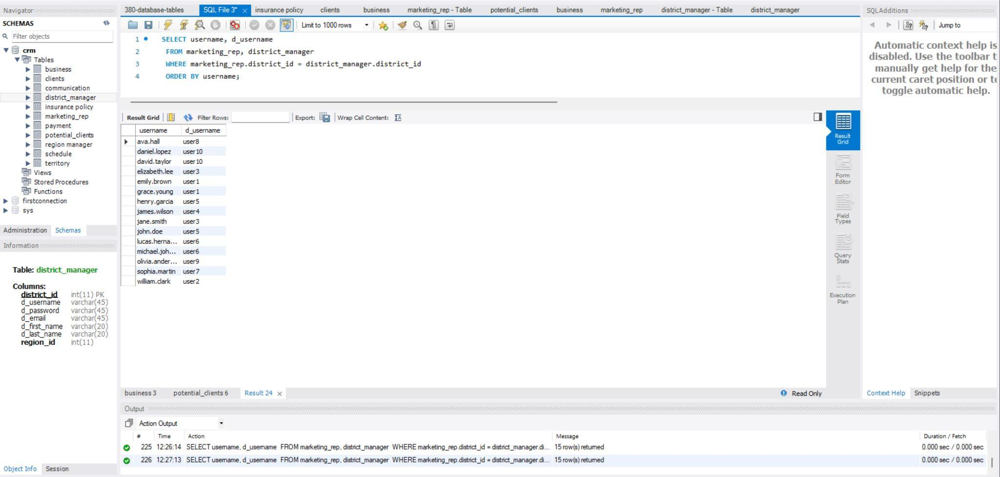 Navigator
SCHEMAS
Filter objects
crm
Tables
business
clients
communication
district_manager
insurance policy
marketing_rep
payment
potential_clients
region manager
schedule
territory
Views
Stored Procedures
Functions
firstconnection
sys
Administration Schemas
Information
Table: district_manager
Columns:
district_id int(11) PK
d_username varchar(45)
d_password varchar(45)
d_email varchar(45)
d_first_name varchar(20)
d_last_name varchar(20)
region_id int(11)
Object Info Session
380-database-tables SQL File 3* insurance policy clients business marketing_rep - Table potential_clients business marketing_rep district_manager - Table district_manager
Limit to 1000 rows
1 SELECT username, d_username
2 FROM marketing_rep, district_manager
3 WHERE marketing_rep.district_id = district_manager.district_id
4 ORDER BY username;
Result Grid Filter Rows: Export: Wrap Cell Content:
username d_username
ava.hall user8
daniel.lopez user10
david.taylor user10
elizabeth.lee user3
emily.brown user1
grace.young user1
henry.garcia user5
james.wilson user4
jane.smith user3
john.doe user5
lucas.herna... user6
michael.joh... user6
olivia.ander... user9
sophia.martin user7
william.clark user2
Result
Grid
Form
Editor
Field
Types
Query
Stats
Execution
Plan
business 3 potential_clients 6 Result 24 Read Only
Output
Action Output
# Time Action Message Duration / Fetch
225 12:26:14 SELECT username, d_username FROM marketing_rep, district_manager WHERE marketing_rep.district_id = district_manager.di... 15 row(s) returned 0.000 sec / 0.000 sec
226 12:27:13 SELECT username, d_username FROM marketing_rep, district_manager WHERE marketing_rep.district_id = district_manager.di... 15 row(s) returned 0.000 sec / 0.000 sec
SQLAdditions
Jump to
Automatic context help is
disabled. Use the toolbar t
manually get help for the
current caret position or to
toggle automatic help.
Context Help Snippets